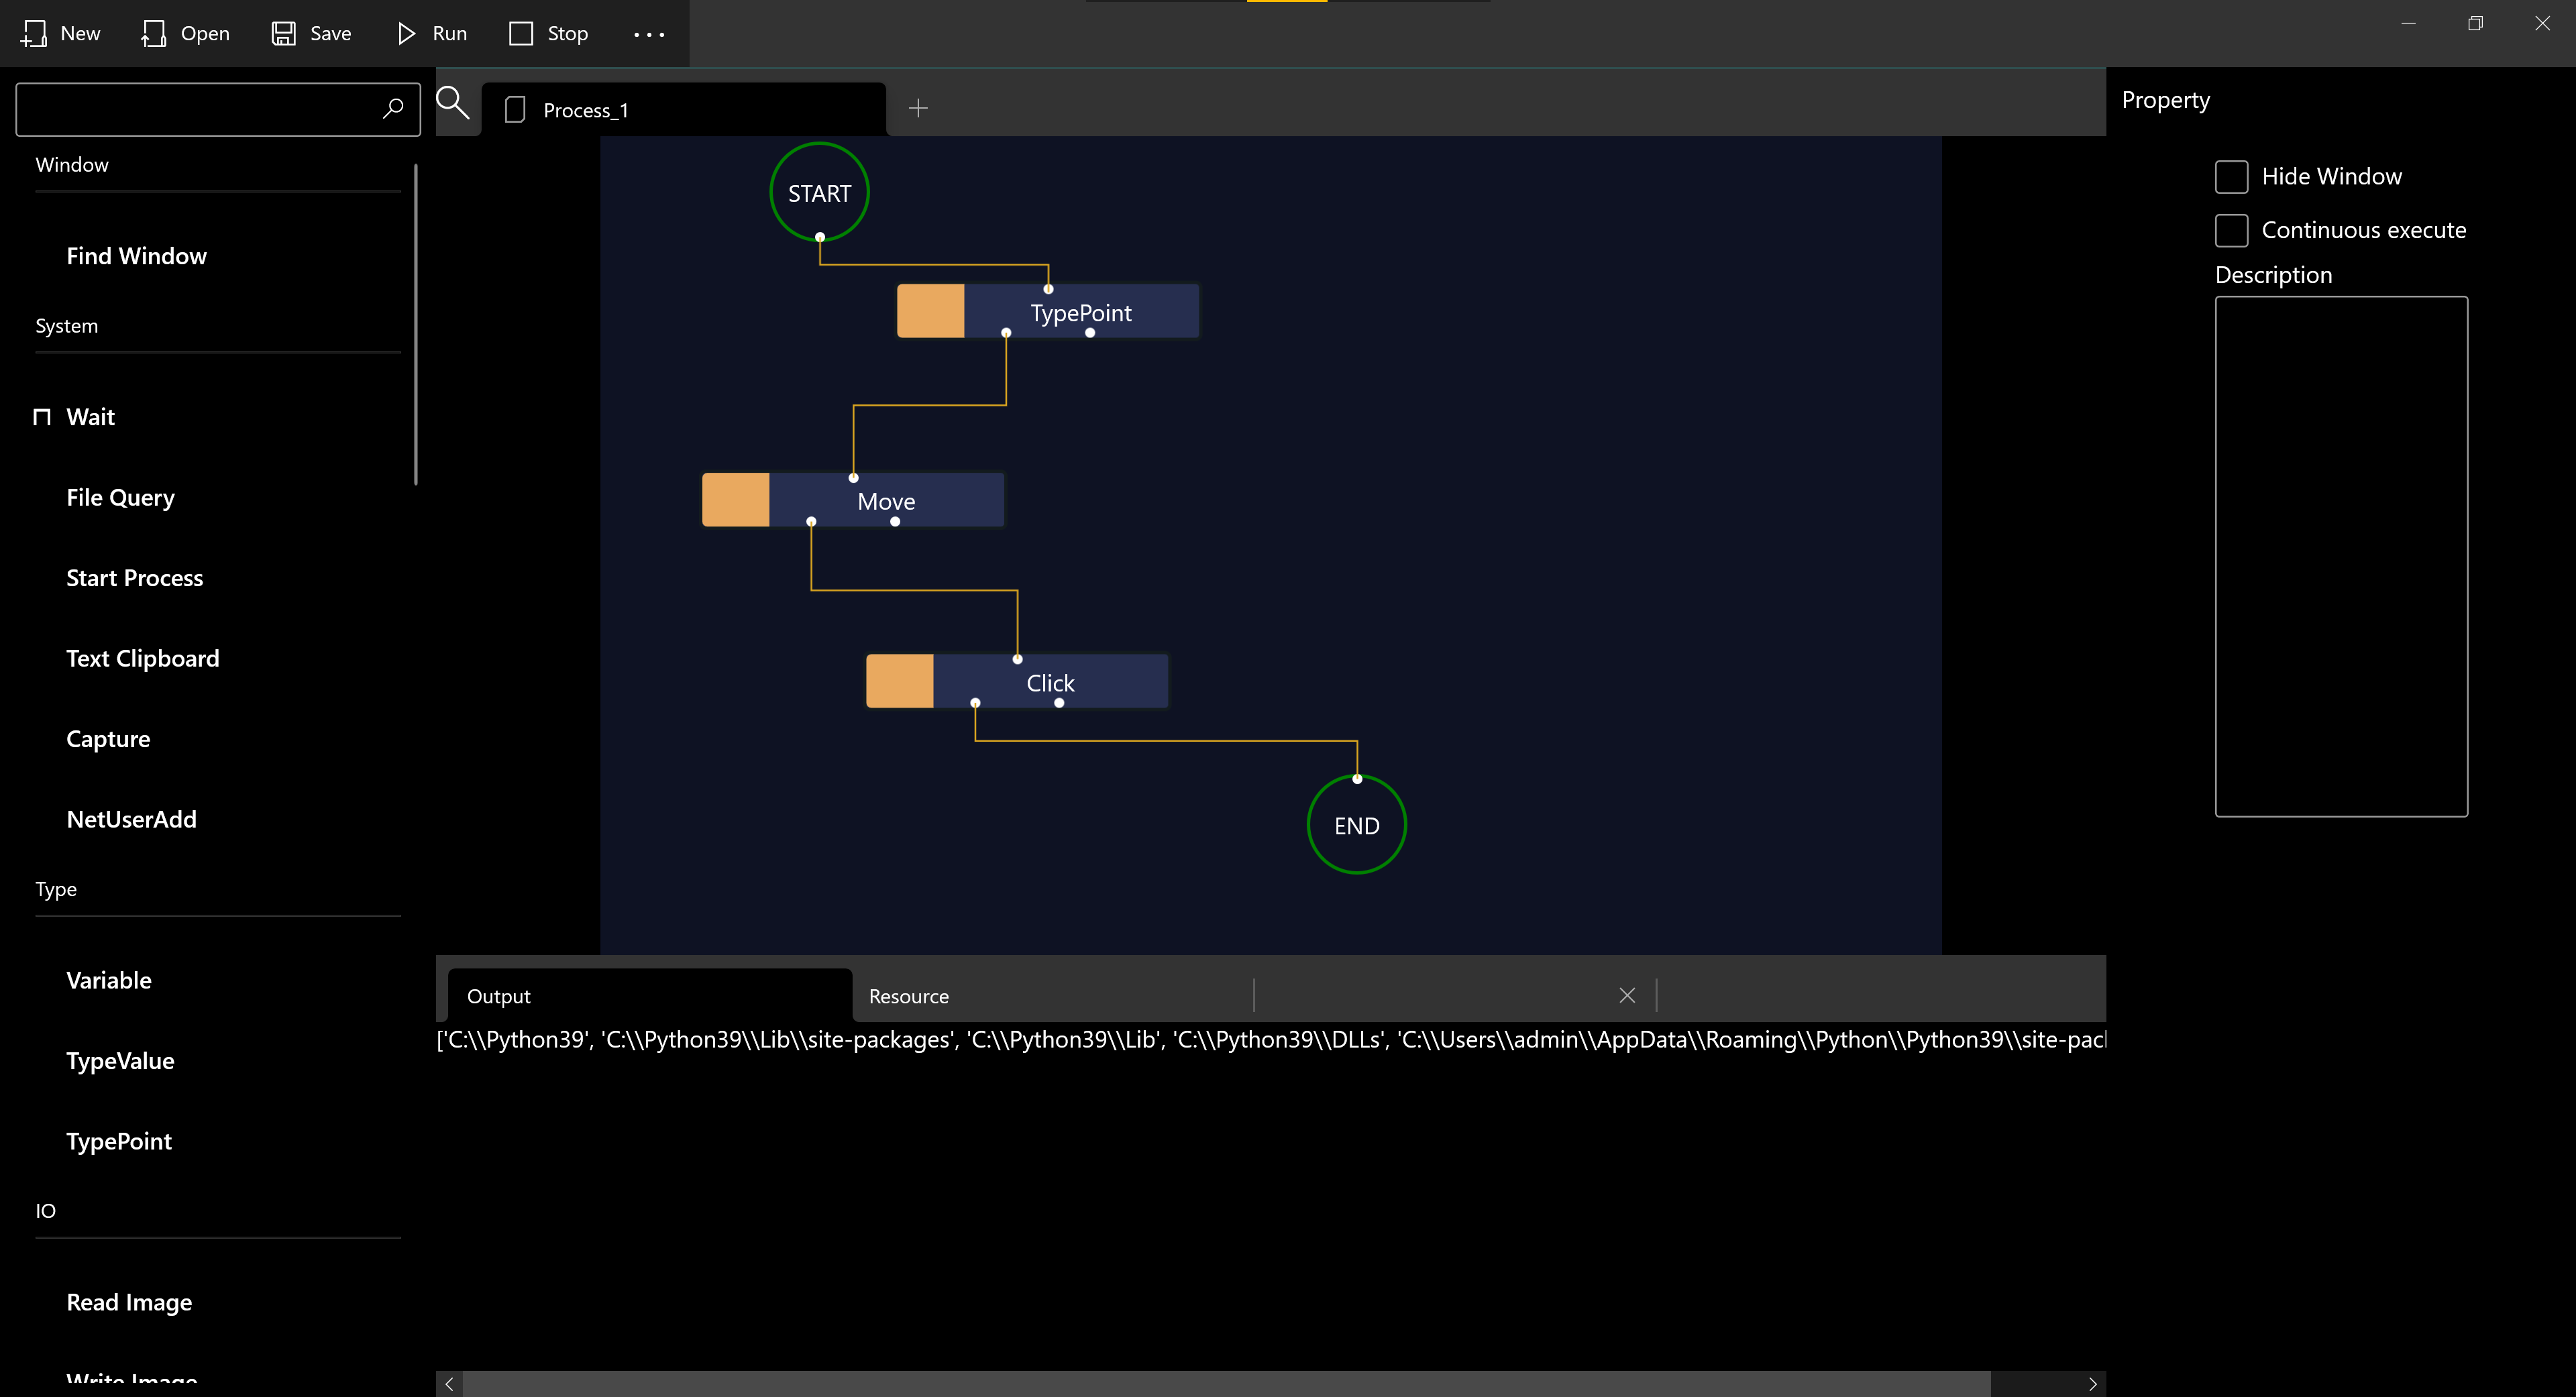 New
Open
Save
Run
Stop
Window
Find Window
System
Wait
File Query
Start Process
Text Clipboard
Capture
NetUserAdd
Type
Variable
TypeValue
TypePoint
IO
Read Image
Write Image
Process_1
START
TypePoint
Move
Click
END
Output
Resource
['C:\\Python39', 'C:\\Python39\\Lib\\site-packages', 'C:\\Python39\\Lib', 'C:\\Python39\\DLLs', 'C:\\Users\\admin\\AppData\\Roaming\\Python\\Python39\\site-pac
Property
Hide Window
Continuous execute
Description